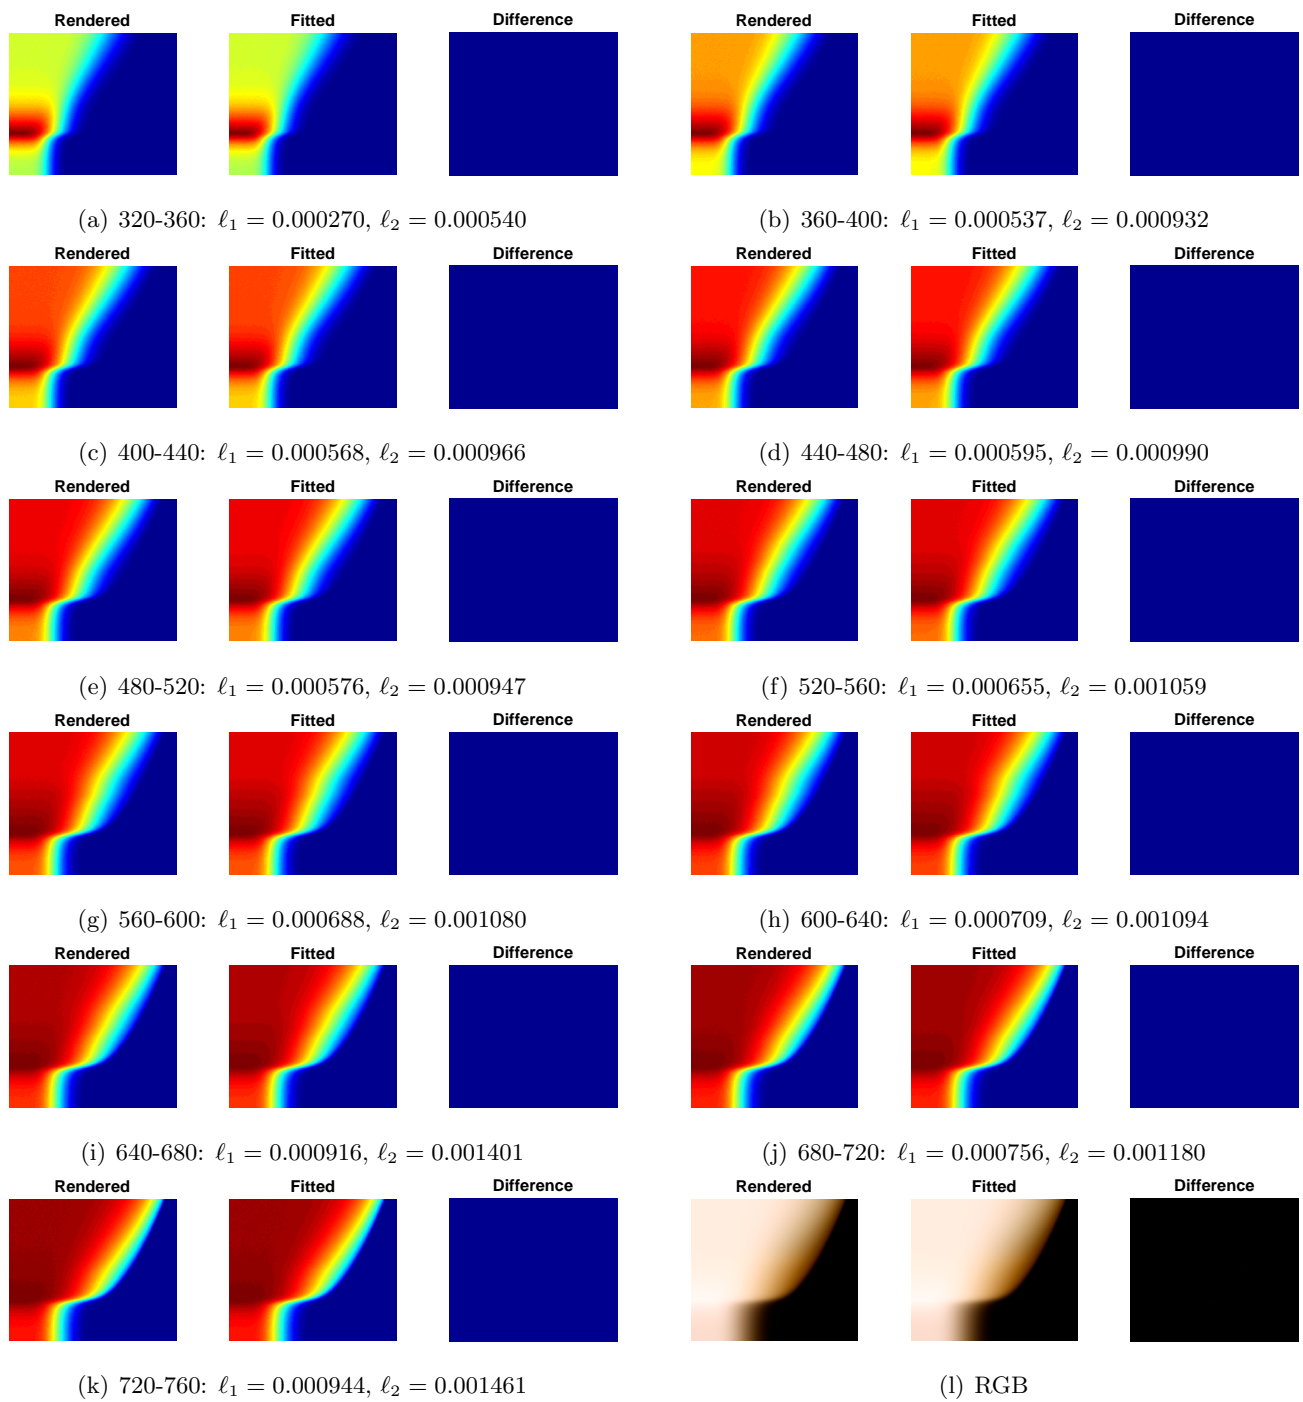 Rendered Fitted Difference Rendered Fitted Difference
(a) 320-360: ℓ₁ = 0.000270, ℓ₂ = 0.000540 (b) 360-400: ℓ₁ = 0.000537, ℓ₂ = 0.000932
Rendered Fitted Difference Rendered Fitted Difference
(c) 400-440: ℓ₁ = 0.000568, ℓ₂ = 0.000966 (d) 440-480: ℓ₁ = 0.000595, ℓ₂ = 0.000990
Rendered Fitted Difference Rendered Fitted Difference
(e) 480-520: ℓ₁ = 0.000576, ℓ₂ = 0.000947 (f) 520-560: ℓ₁ = 0.000655, ℓ₂ = 0.001059
Rendered Fitted Difference Rendered Fitted Difference
(g) 560-600: ℓ₁ = 0.000688, ℓ₂ = 0.001080 (h) 600-640: ℓ₁ = 0.000709, ℓ₂ = 0.001094
Rendered Fitted Difference Rendered Fitted Difference
(i) 640-680: ℓ₁ = 0.000916, ℓ₂ = 0.001401 (j) 680-720: ℓ₁ = 0.000756, ℓ₂ = 0.001180
Rendered Fitted Difference Rendered Fitted Difference
(k) 720-760: ℓ₁ = 0.000944, ℓ₂ = 0.001461 (l) RGB